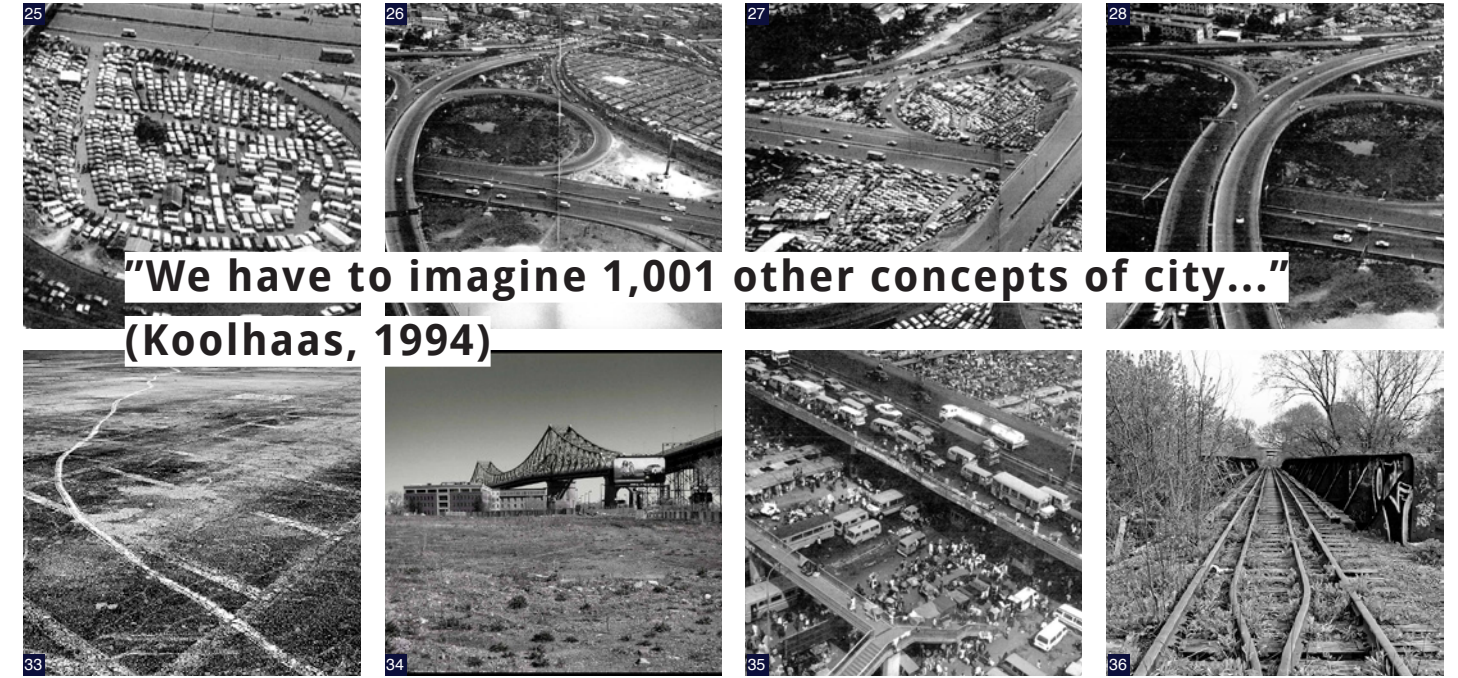 25 26 27 28
”We have to imagine 1,001 other concepts of city...”
(Koolhaas, 1994)
33 34 35 36